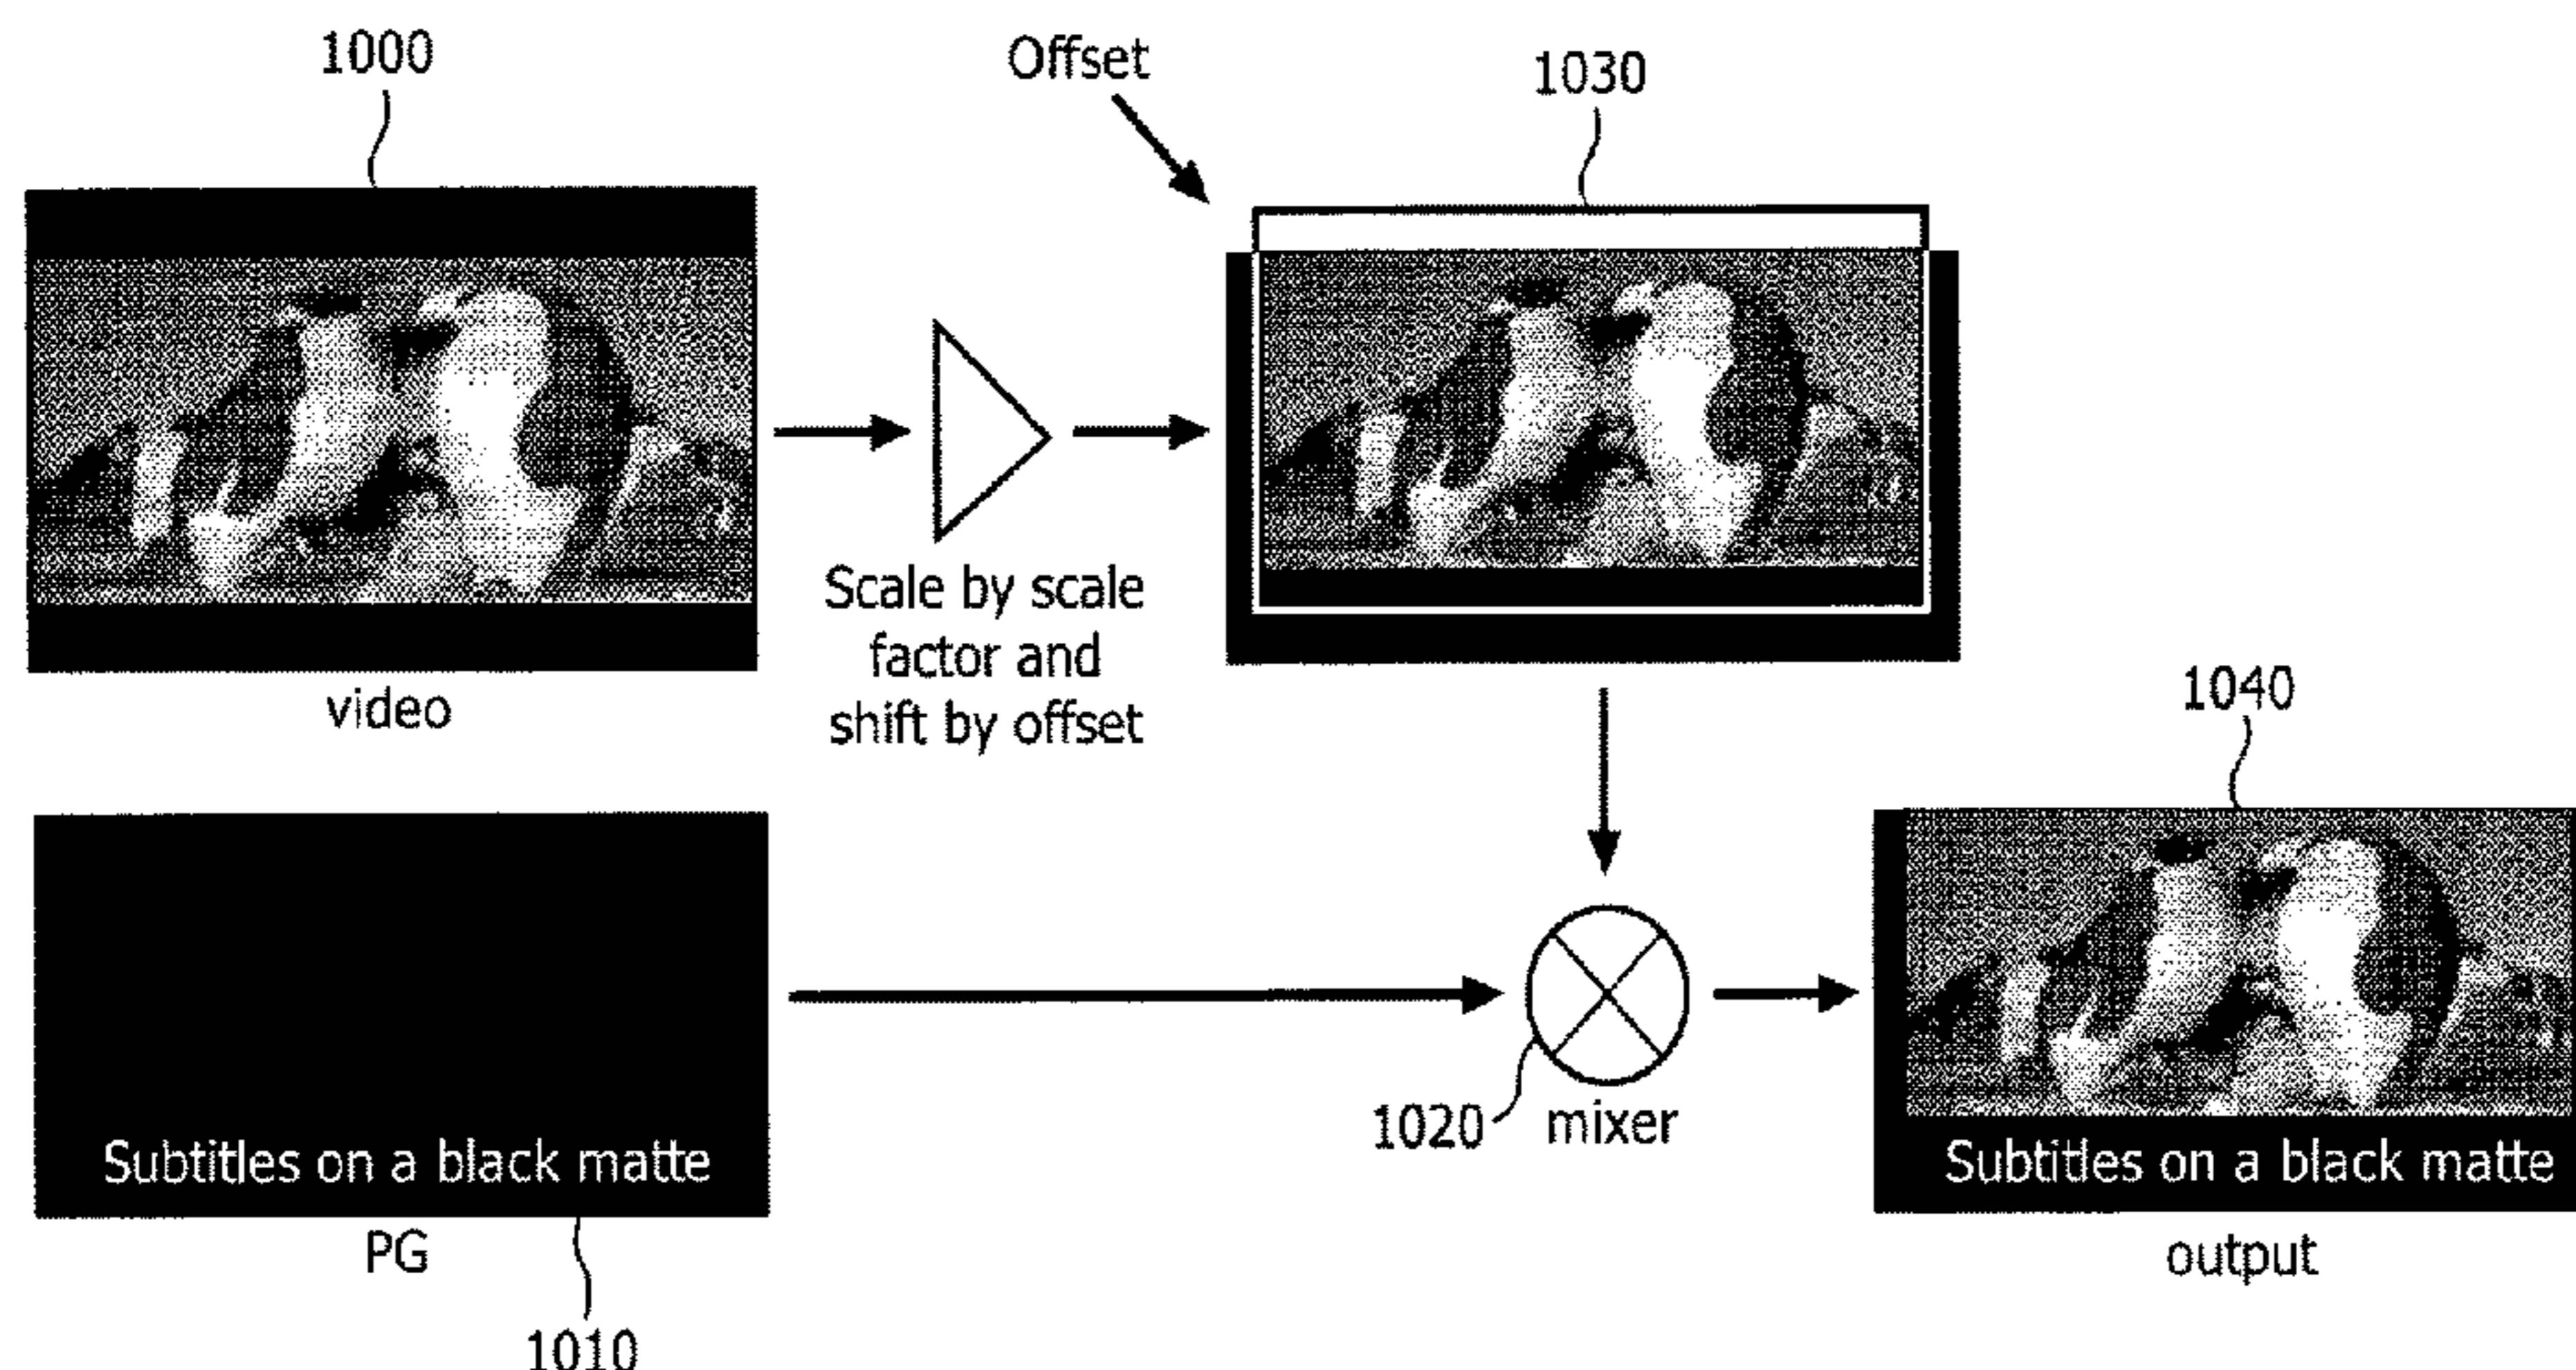 1000
Offset
1030
video
Scale by scale
factor and
shift by offset
1040
Subtitles on a black matte
PG
1010
1020
mixer
Subtitles on a black matte
output